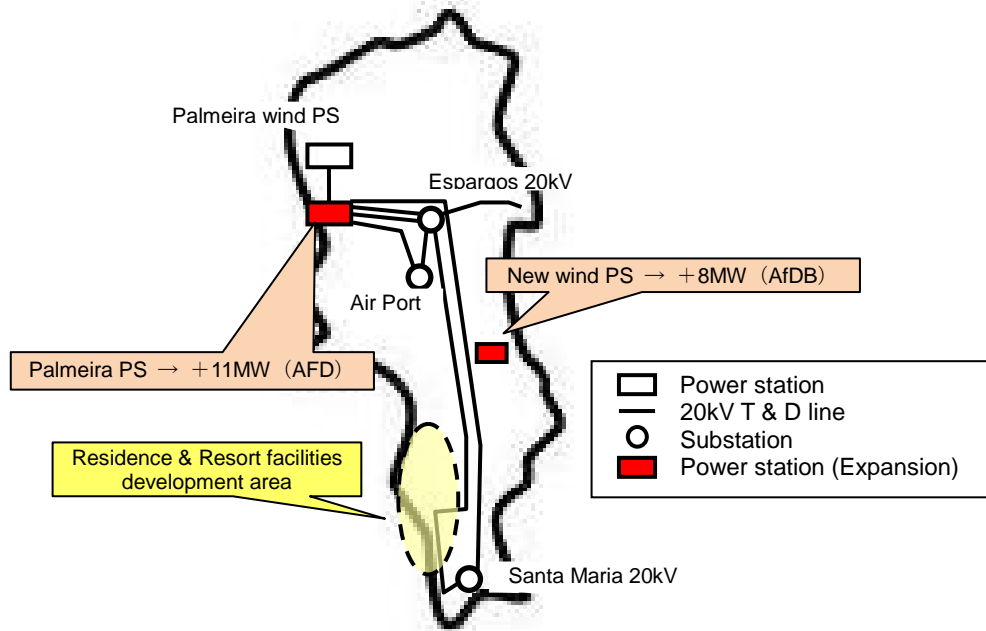 Palmeira wind PS
Espargos 20kV
New wind PS → +8MW (AfDB)
Air Port
Palmeira PS → +11MW (AFD)
Power station
20kV T & D line
Substation
Power station (Expansion)
Residence & Resort facilities
development area
Santa Maria 20kV